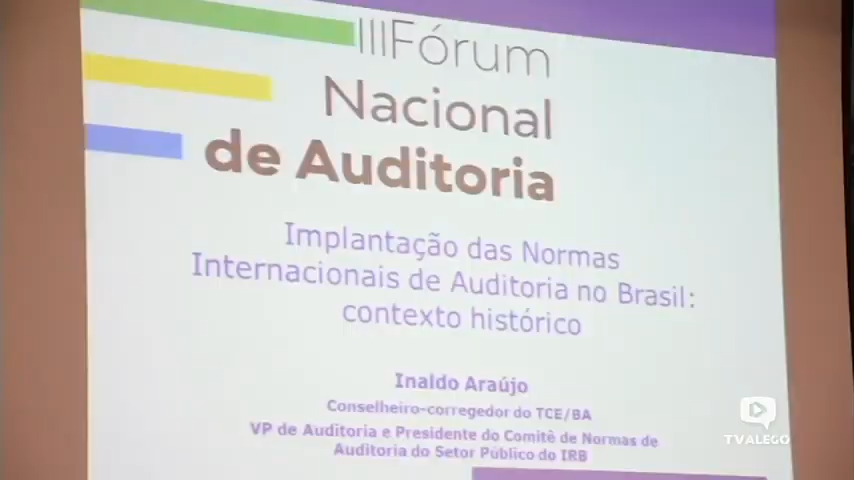 III Fórum
Nacional
de Auditoria
Implantação das Normas
Internacionais de Auditoria no Brasil:
contexto histórico
Inaldo Araújo
Conselheiro-corregedor do TCE/BA
VP de Auditoria e Presidente do Comitê de Normas de
Auditoria do Setor Público do IRB
TVALEGO